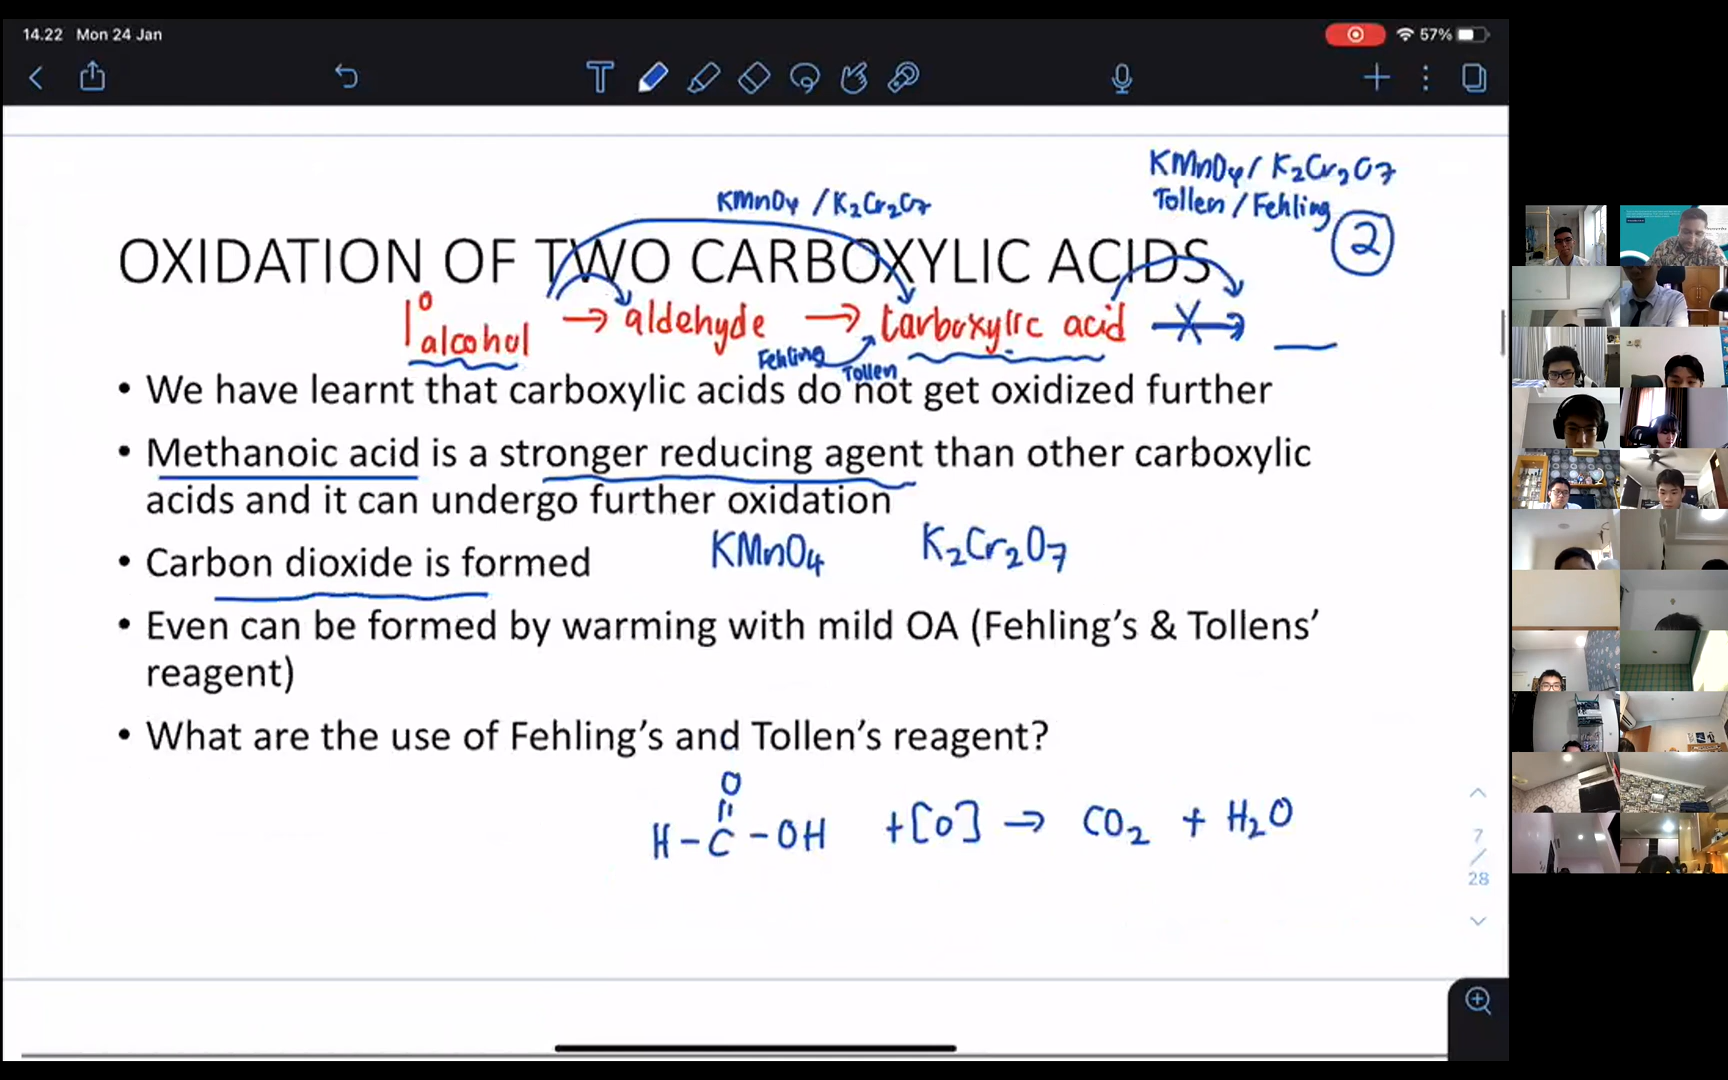 14.22 Mon 24 Jan
57%
KMnO4 / K2Cr2O7
Tollen / Fehling
KMnO4 / K2Cr2O7
2
OXIDATION OF TWO CARBOXYLIC ACIDS
1° alcohol → aldehyde → carboxylic acid
Fehling
Tollen
• We have learnt that carboxylic acids do not get oxidized further
• Methanoic acid is a stronger reducing agent than other carboxylic
acids and it can undergo further oxidation
KMnO4 K2Cr2O7
• Carbon dioxide is formed
• Even can be formed by warming with mild OA (Fehling's & Tollens'
reagent)
• What are the use of Fehling's and Tollen's reagent?
O
H - C - OH + [O] → CO2 + H2O
7
/
28